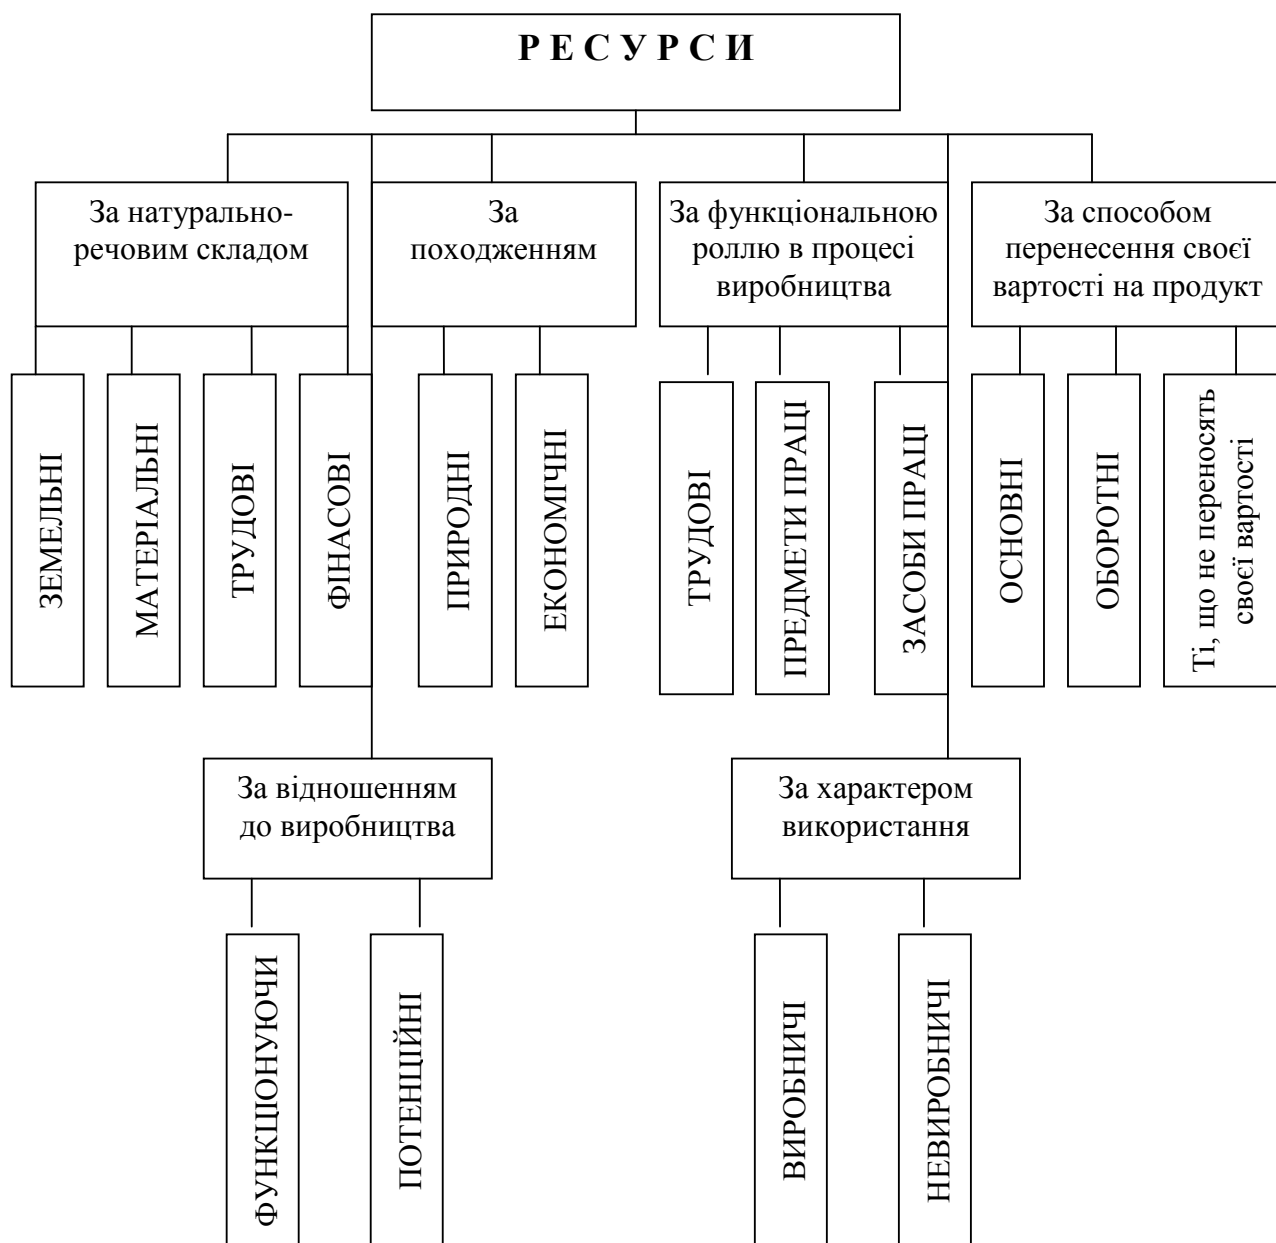 Р Е С У Р С И
За натурально-
речовим складом
За
походженням
За функціональною
роллю в процесі
виробництва
За способом
перенесення своєї
вартості на продукт
ЗЕМЕЛЬНІ
МАТЕРІАЛЬНІ
ТРУДОВІ
ФІНАСОВІ
ПРИРОДНІ
ЕКОНОМІЧНІ
ТРУДОВІ
ПРЕДМЕТИ ПРАЦІ
ЗАСОБИ ПРАЦІ
ОСНОВНІ
ОБОРОТНІ
Ті, що не переносять
своєї вартості
За відношенням
до виробництва
За характером
використання
ФУНКЦІОНУЮЧИ
ПОТЕНЦІЙНІ
ВИРОБНИЧІ
НЕВИРОБНИЧІ